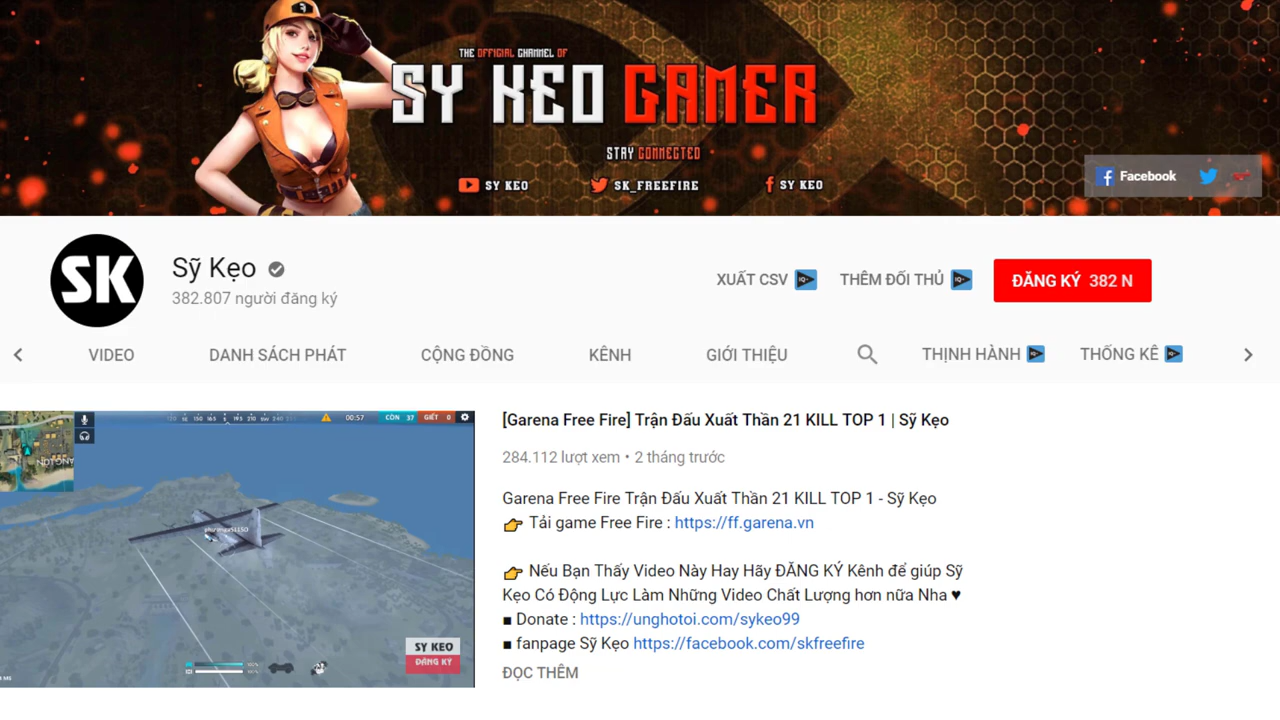 THE OFFICIAL CHANNEL OF
SY KEO GAMER
STAY CONNECTED
SY KEO
SK_FREEFIRE
SY KEO
Facebook
SK
Sỹ Kẹo
382.807 người đăng ký
XUẤT CSV
THÊM ĐỐI THỦ
ĐĂNG KÝ 382 N
VIDEO
DANH SÁCH PHÁT
CỘNG ĐỒNG
KÊNH
GIỚI THIỆU
THỊNH HÀNH
THỐNG KÊ
00:57
CÒN 37
GIẾT 0
SY KEO
ĐĂNG KÝ
[Garena Free Fire] Trận Đấu Xuất Thần 21 KILL TOP 1 | Sỹ Kẹo
284.112 lượt xem • 2 tháng trước
Garena Free Fire Trận Đấu Xuất Thần 21 KILL TOP 1 - Sỹ Kẹo
👉 Tải game Free Fire : https://ff.garena.vn
👉 Nếu Bạn Thấy Video Này Hay Hãy ĐĂNG KÝ Kênh để giúp Sỹ
Kẹo Có Động Lực Làm Những Video Chất Lượng hơn nữa Nha ♥
■ Donate : https://unghotoi.com/sykeo99
■ fanpage Sỹ Kẹo https://facebook.com/skfreefire
ĐỌC THÊM